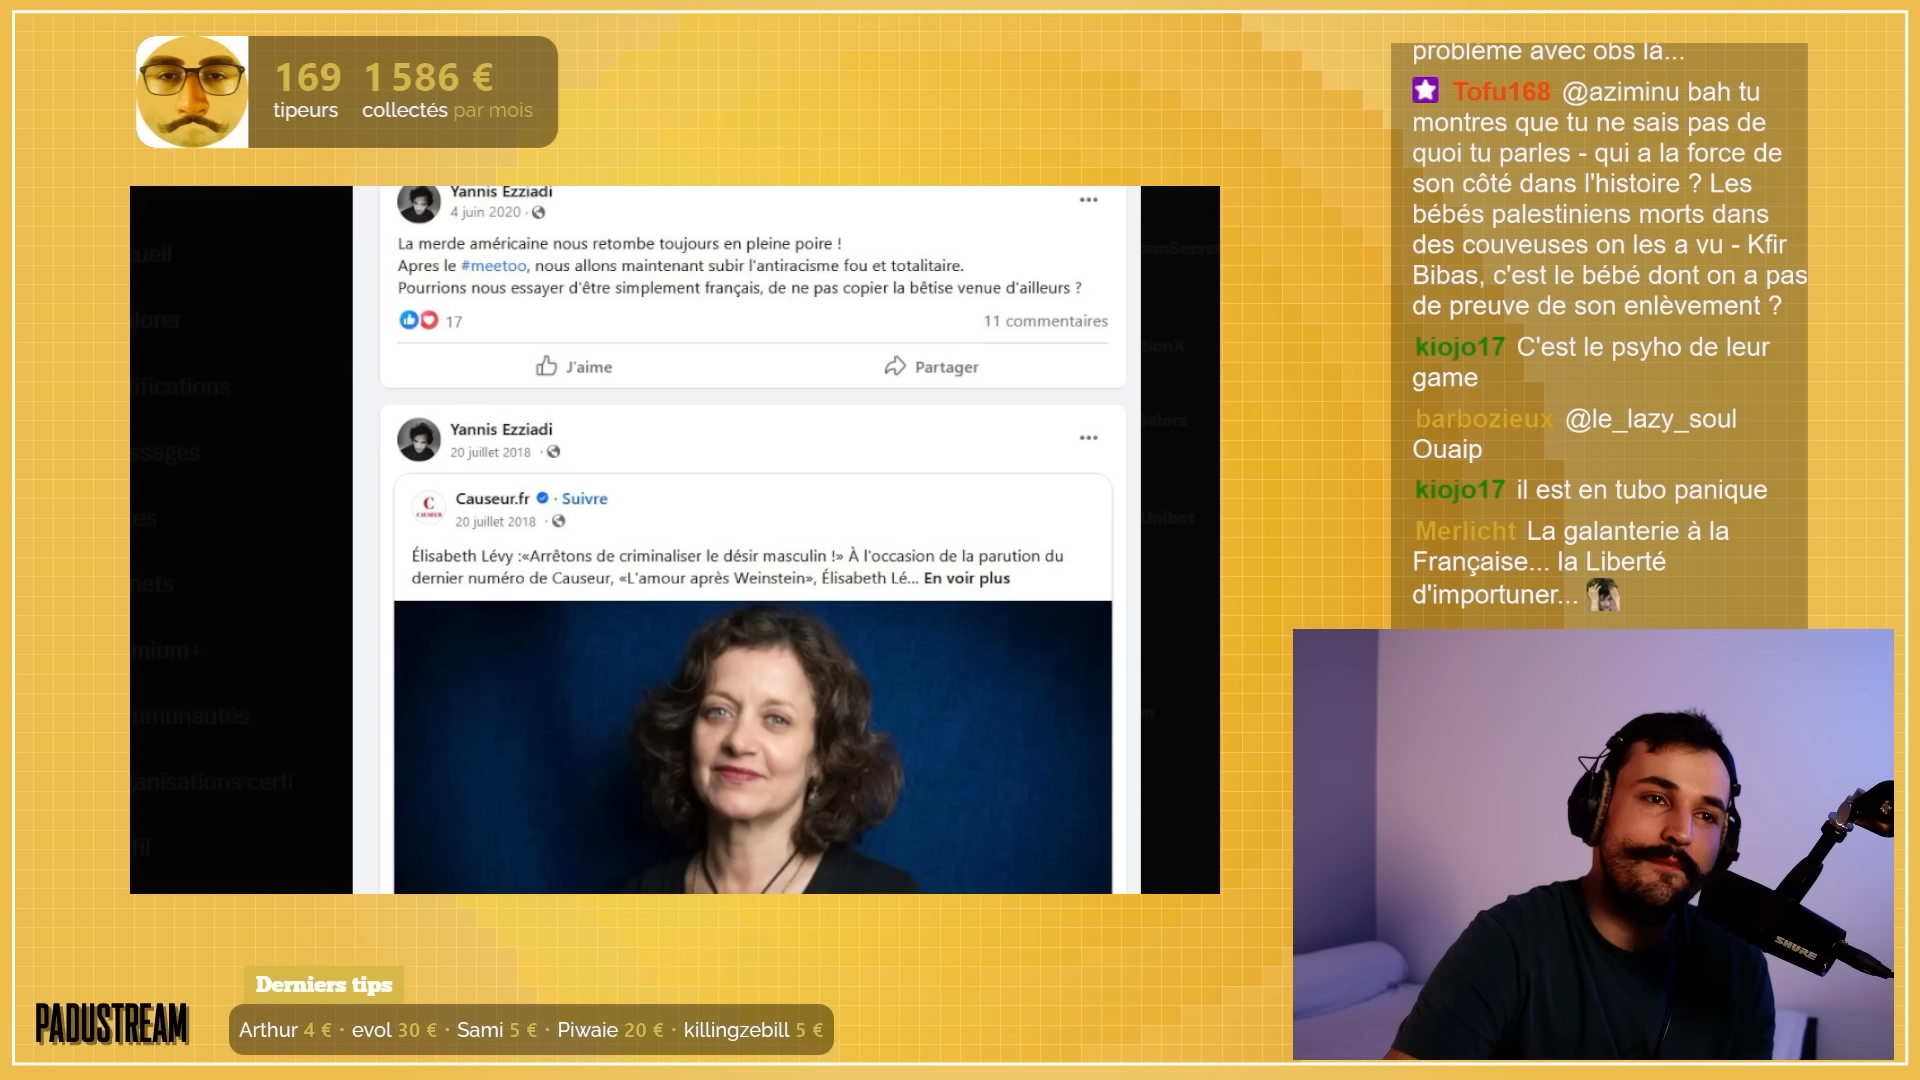 169 1 586 €
tipeurs collectés par mois
Yannis Ezziadi
4 juin 2020
La merde américaine nous retombe toujours en pleine poire !
Apres le #meetoo, nous allons maintenant subir l'antiracisme fou et totalitaire.
Pourrions nous essayer d'être simplement français, de ne pas copier la bêtise venue d'ailleurs ?
17
11 commentaires
J'aime
Partager
Yannis Ezziadi
20 juillet 2018
Causeur.fr · Suivre
20 juillet 2018
Élisabeth Lévy :«Arrêtons de criminaliser le désir masculin !» À l'occasion de la parution du
dernier numéro de Causeur, «L'amour après Weinstein», Élisabeth Lé... En voir plus
problème avec obs là...
Tofu168 @aziminu bah tu
montres que tu ne sais pas de
quoi tu parles - qui a la force de
son côté dans l'histoire ? Les
bébés palestiniens morts dans
des couveuses on les a vu - Kfir
Bibas, c'est le bébé dont on a pas
de preuve de son enlèvement ?
kiojo17 C'est le psyho de leur
game
barbozieux @le_lazy_soul
Ouaip
kiojo17 il est en tubo panique
Merlicht La galanterie à la
Française... la Liberté
d'importuner...
SHURE
Derniers tips
PADUSTREAM
Arthur 4 € · evol 30 € · Sami 5 € · Piwaie 20 € · killingzebill 5 €